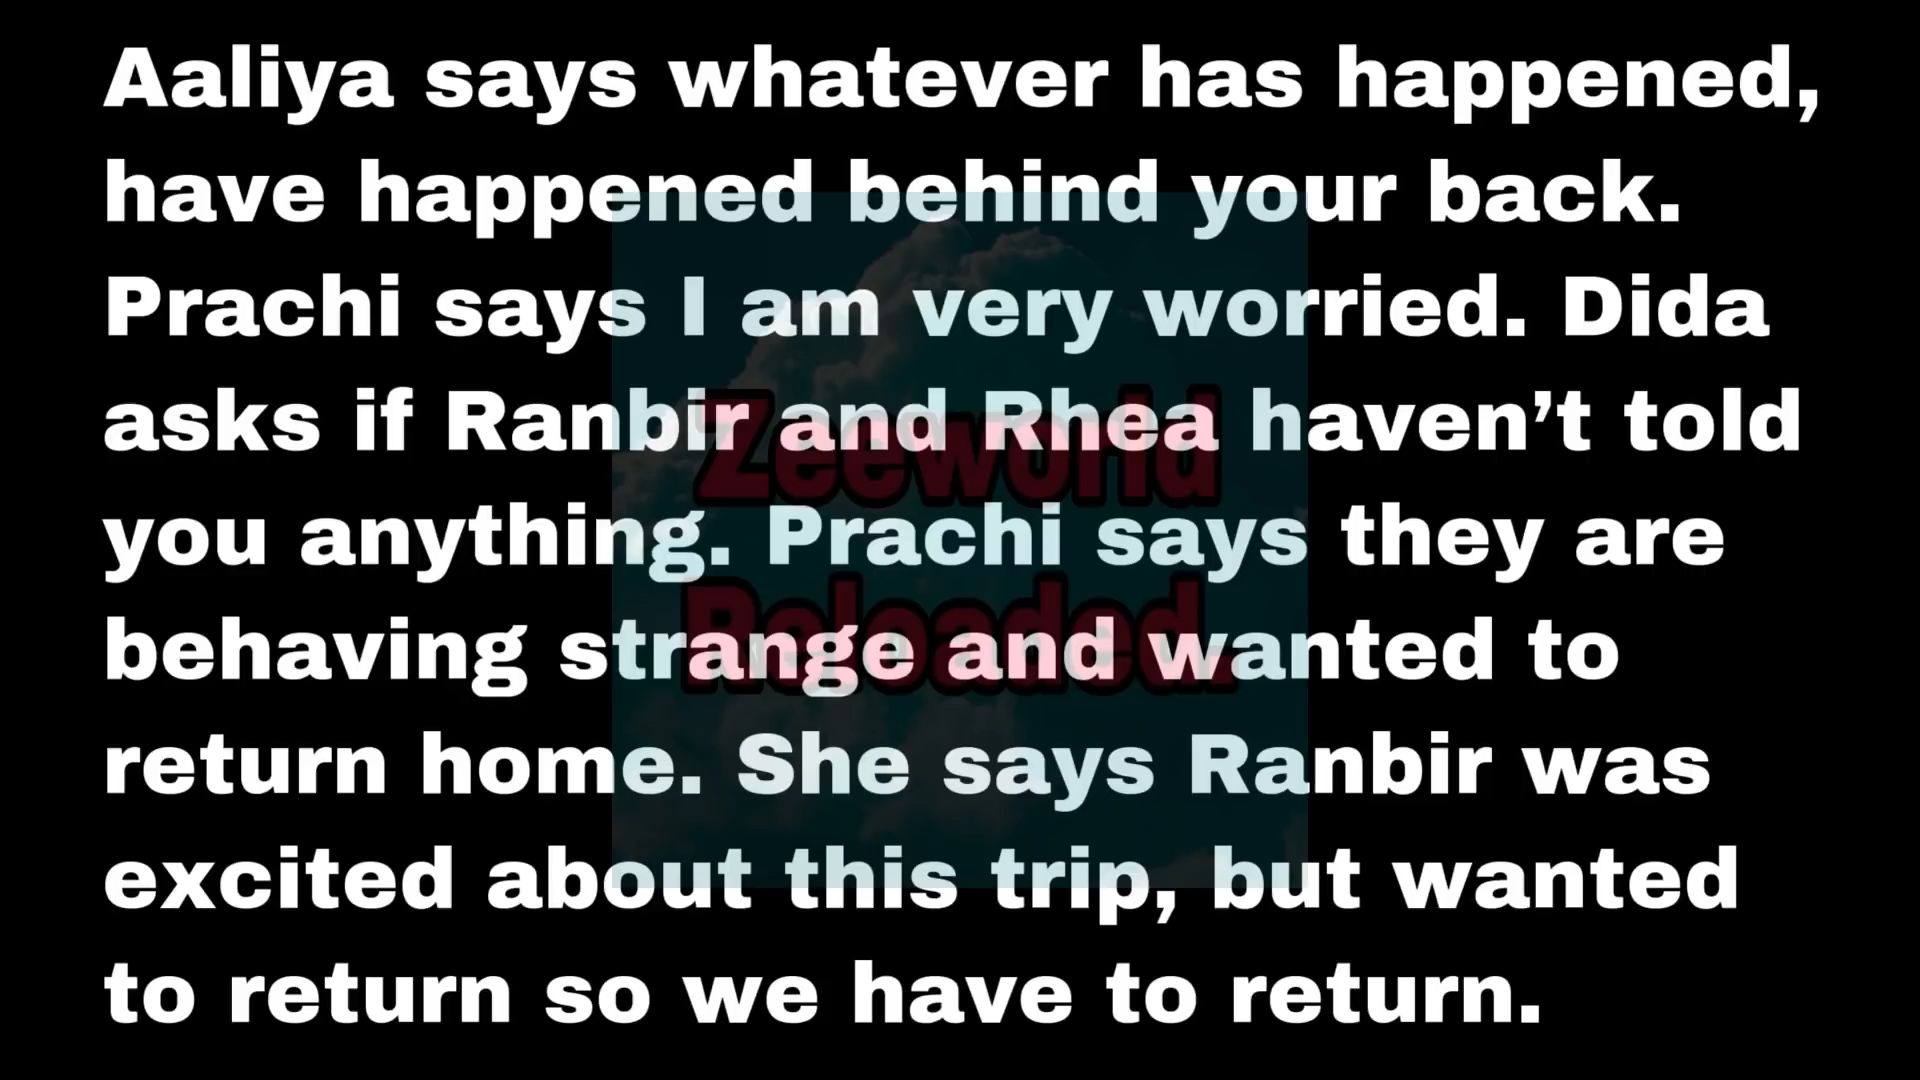 Aaliya says whatever has happened,
have happened behind your back.
Prachi says I am very worried. Dida
asks if Ranbir and Rhea haven’t told
you anything. Prachi says they are
behaving strange and wanted to
return home. She says Ranbir was
excited about this trip, but wanted
to return so we have to return.
Zeeworld
Reloaded.